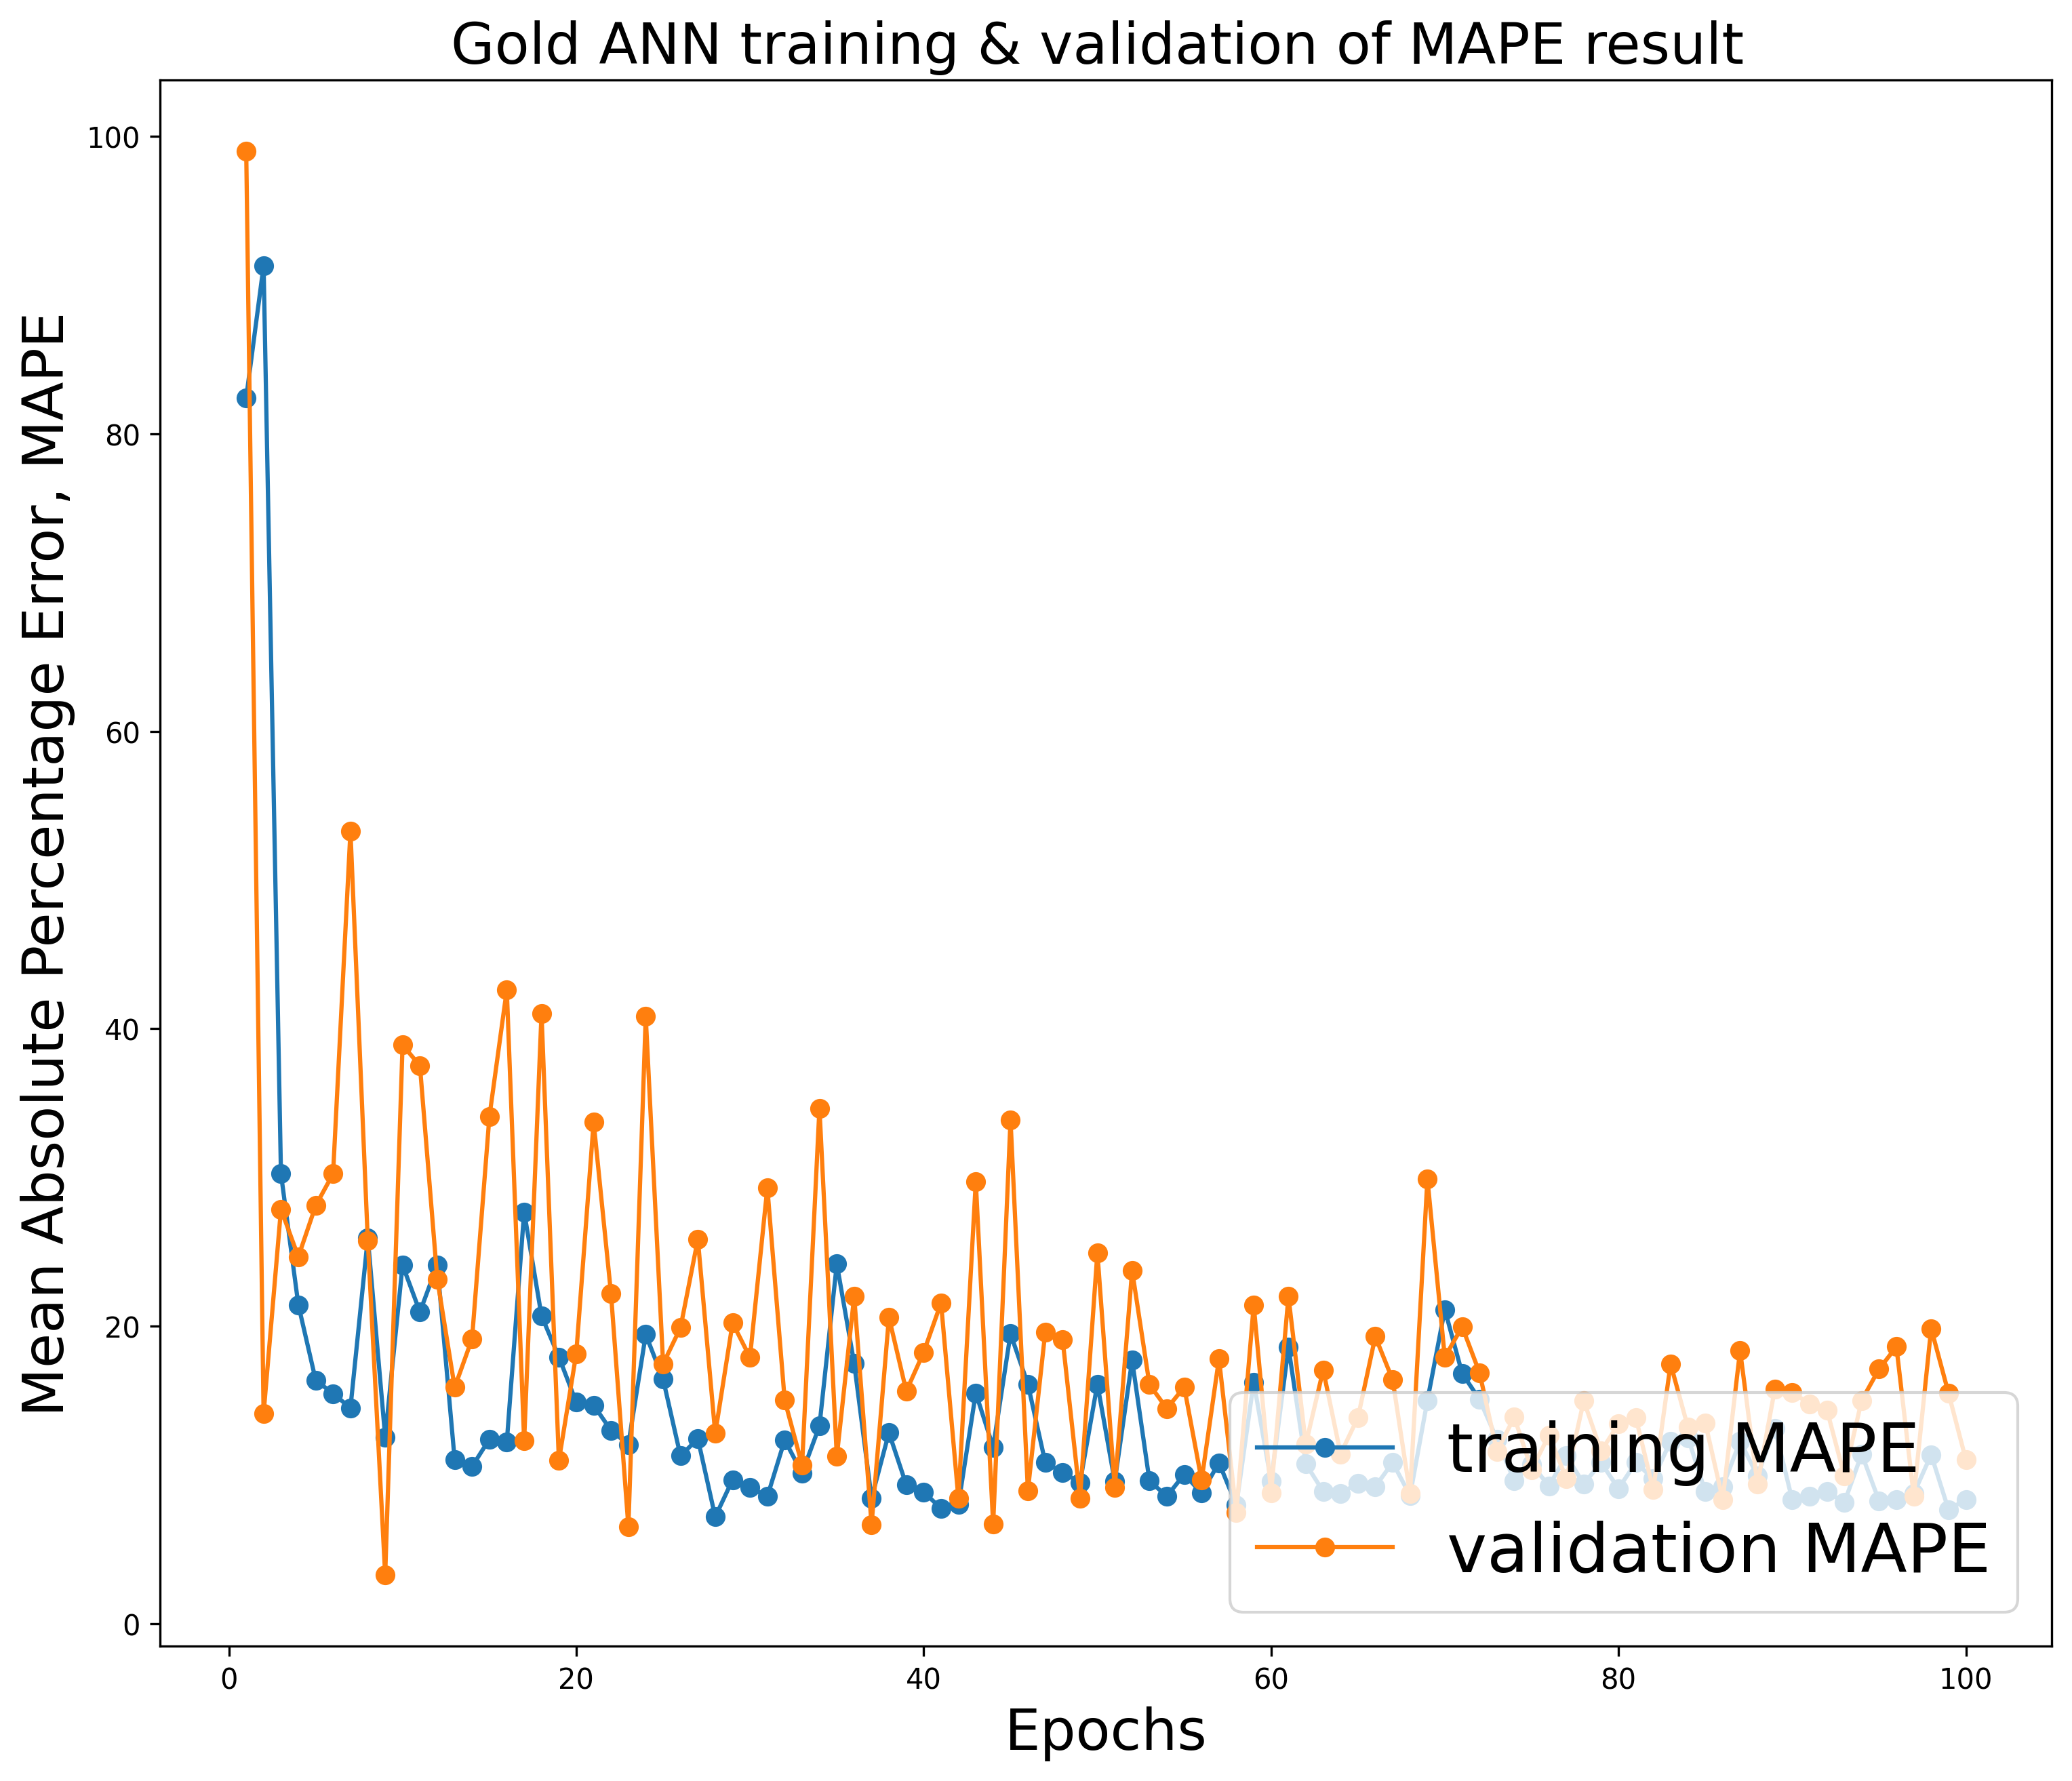 Gold ANN training & validation of MAPE result
Mean Absolute Percentage Error, MAPE
100
80
60
40
20
0
training MAPE
validation MAPE
0 20 40 60 80 100
Epochs